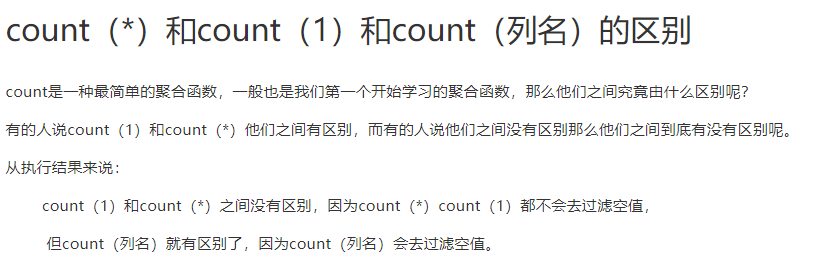 count（*）和count（1）和count（列名）的区别
count是一种最简单的聚合函数，一般也是我们第一个开始学习的聚合函数，那么他们之间究竟由什么区别呢？
有的人说count（1）和count（*）他们之间有区别，而有的人说他们之间没有区别那么他们之间到底有没有区别呢。
从执行结果来说：
count（1）和count（*）之间没有区别，因为count（*）count（1）都不会去过滤空值，
但count（列名）就有区别了，因为count（列名）会去过滤空值。